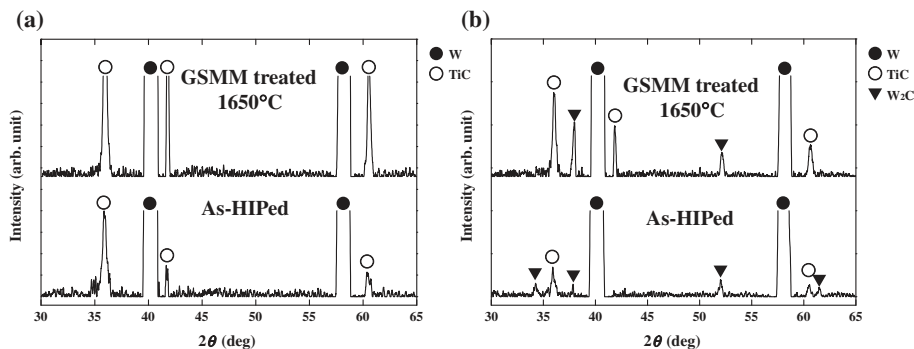 (a)
Intensity (arb. unit)
GSMM treated
1650°C
As-HIPed
W
TiC
30 35 40 45 50 55 60 65
2θ (deg)
(b)
Intensity (arb. unit)
GSMM treated
1650°C
As-HIPed
W
TiC
W₂C
30 35 40 45 50 55 60 65
2θ (deg)